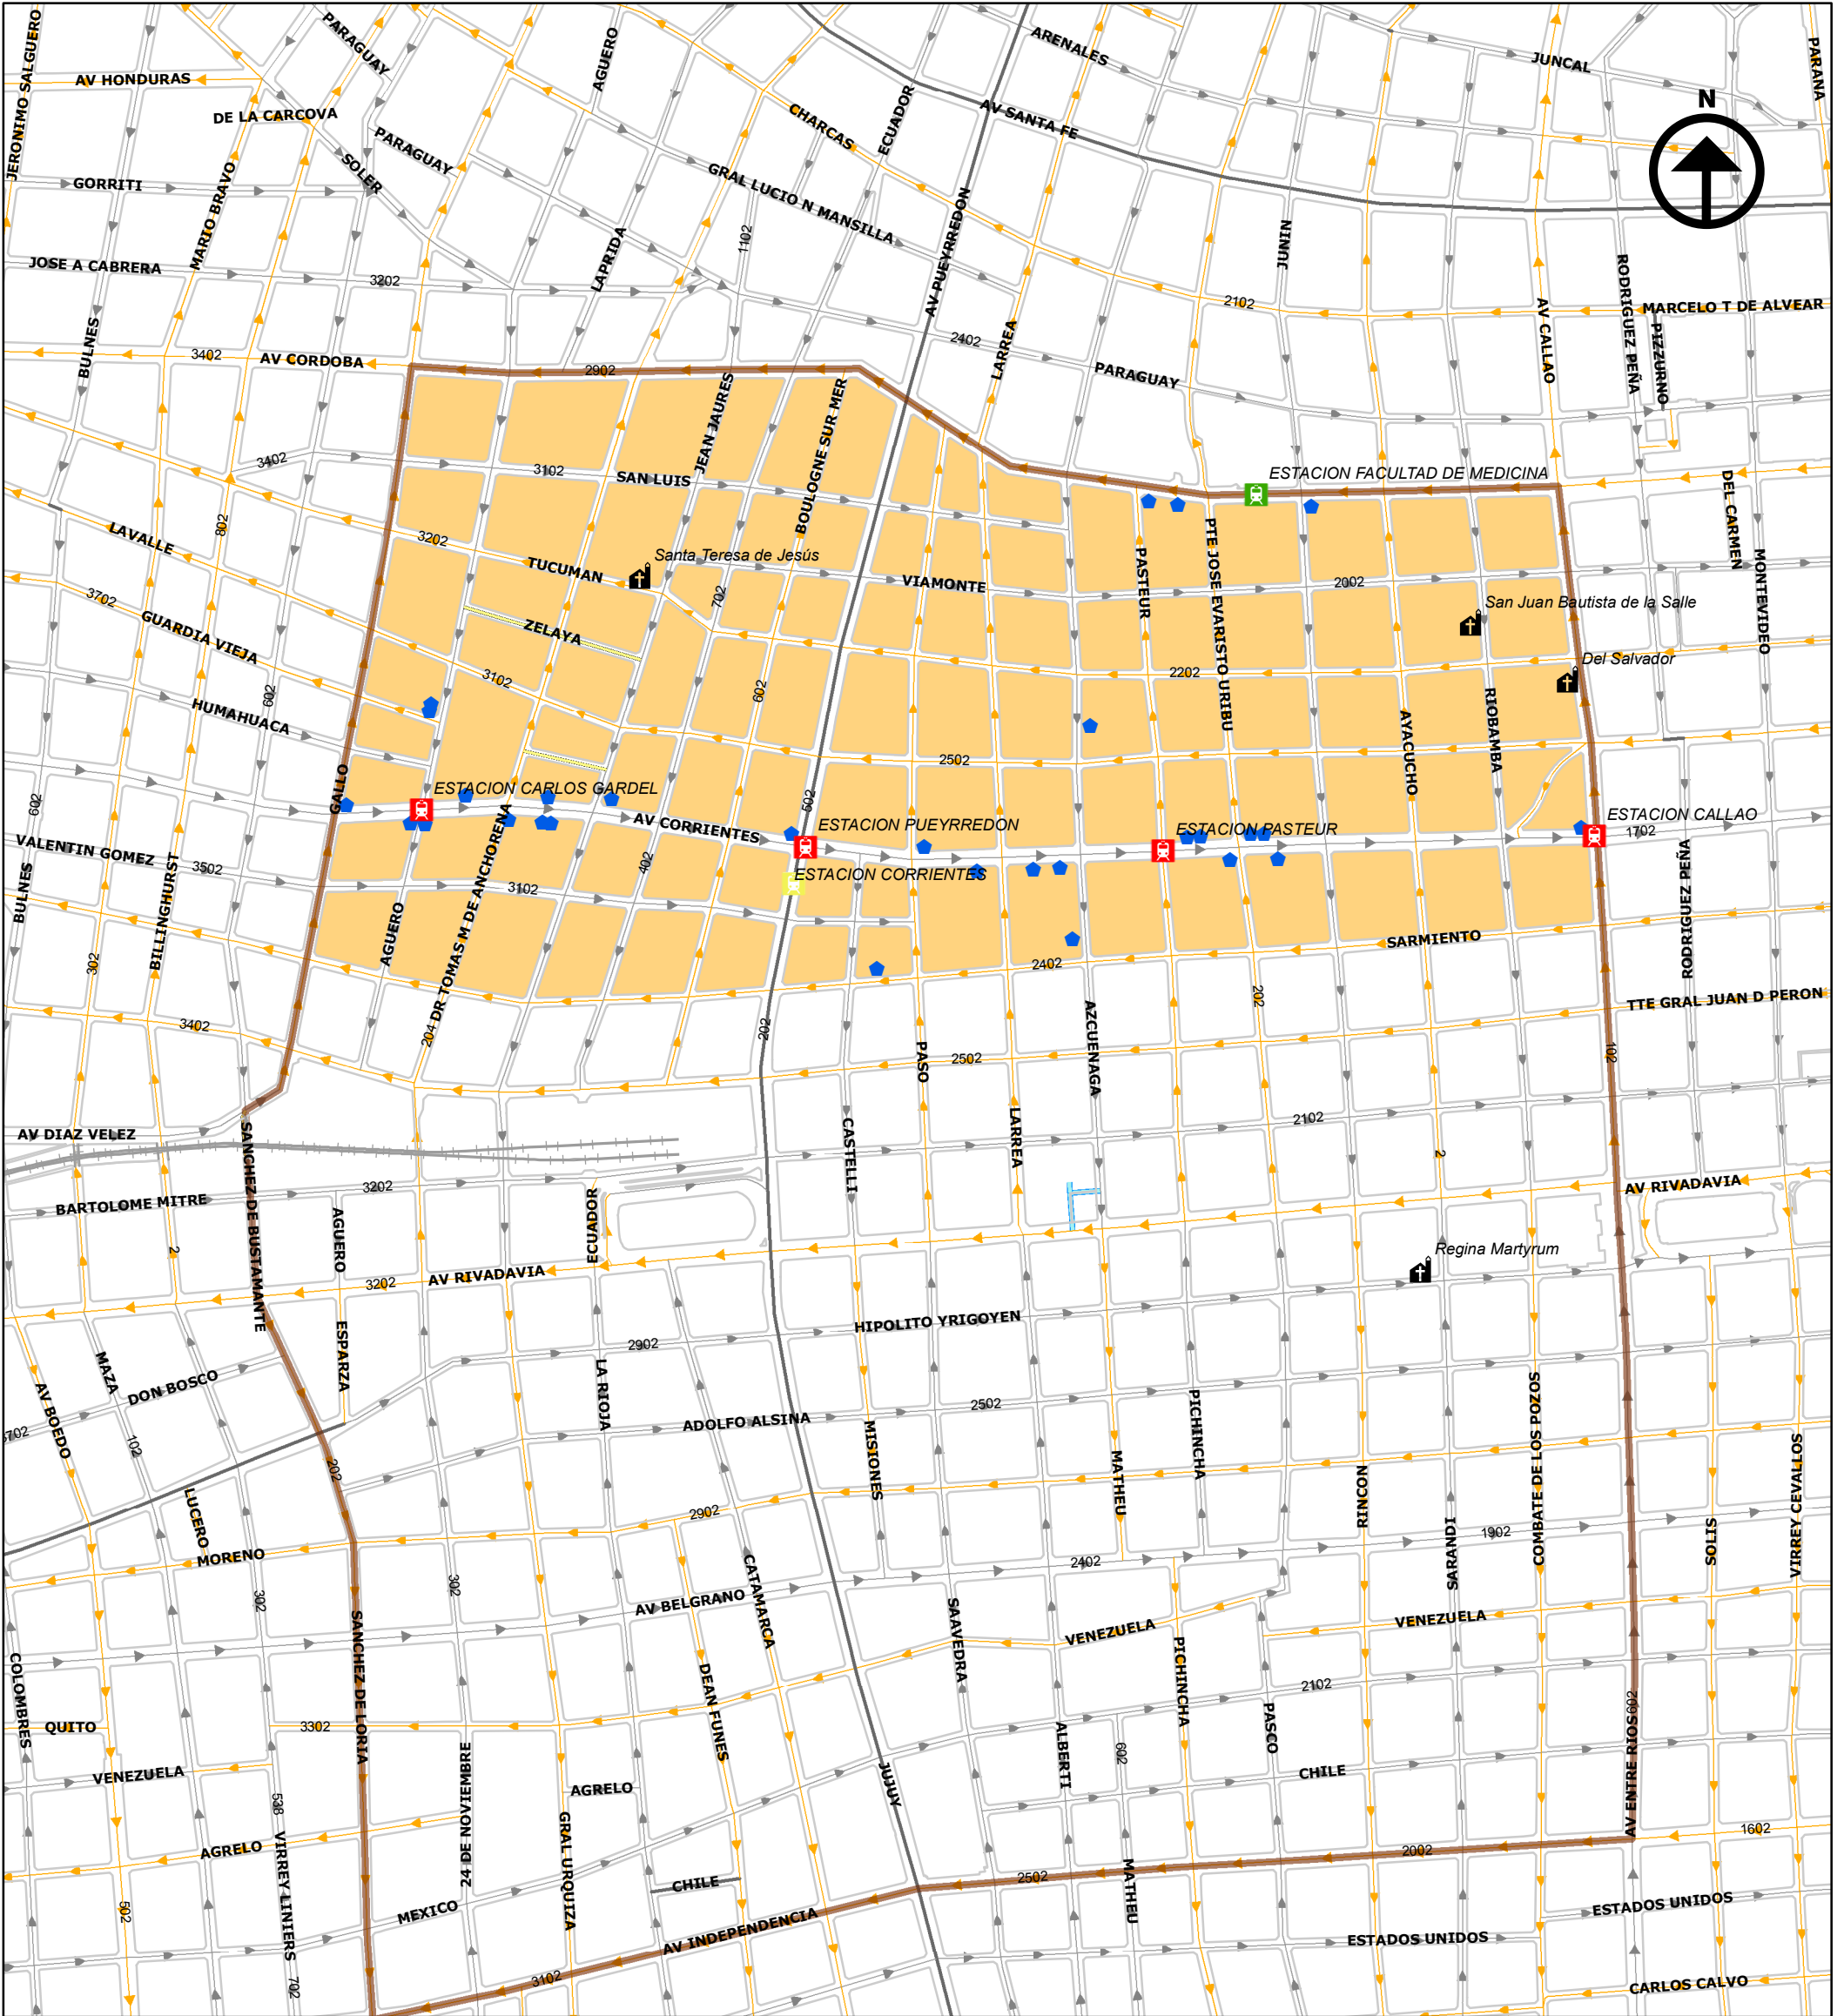 JERONIMO SALGUERO
PARAGUAY
AGUERO
ARENALES
JUNCAL
PARANA
AV HONDURAS
DE LA CARCOVA
ECUADOR
CHARCAS
AV SANTA FE
N
PARAGUAY
SOLER
GORRITI
MARIO BRAVO
GRAL LUCIO N MANSILLA
AV PUEYRREDON
JUNIN
1102
LAPRIDA
JOSE A CABRERA
3202
RODRIGUEZ PEÑA
2102
AV CALLAO
MARCELO T DE ALVEAR
BULNES
LARREA
2402
PIZZURNO
3402
AV CORDOBA
2902
PARAGUAY
JEAN JAURES
BOULOGNE SUR MER
3402
3102
SAN LUIS
ESTACION FACULTAD DE MEDICINA
DEL CARMEN
LAVALLE
802
3202
TUCUMAN
Santa Teresa de Jesús
VIAMONTE
PASTEUR
PTE JOSE EVARISTO URIBU
2002
MONTEVIDEO
3702
702
San Juan Bautista de la Salle
GUARDIA VIEJA
ZELAYA
Del Salvador
HUMAHUACA
602
3102
602
2202
RIOBAMBA
AYACUCHO
2502
GALLO
ESTACION CARLOS GARDEL
602
502
AV CORRIENTES
ESTACION PUEYRREDON
ESTACION PASTEUR
ESTACION CALLAO
1702
VALENTIN GOMEZ
3502
402
ESTACION CORRIENTES
3102
BULNES
BILLINGHURST
AGUERO
DR TOMAS M DE ANCHORENA
RODRIGUEZ PEÑA
302
SARMIENTO
2402
202
TTE GRAL JUAN D PERON
3402
204
202
PASO
2502
AZCUENAGA
102
AV DIAZ VELEZ
SANCHEZ DE BUSTAMANTE
CASTELLI
LARREA
2102
2
BARTOLOME MITRE
3202
AV RIVADAVIA
AGUERO
ECUADOR
2
Regina Martyrum
3202
AV RIVADAVIA
HIPOLITO YRIGOYEN
ESPARZA
2902
MAZA
DON BOSCO
AV BOEDO
LA RIOJA
ADOLFO ALSINA
2502
PICHINCHA
COMBATE DE LOS POZOS
3702
102
MISIONES
MATHEU
RINCON
VIRREY CEVALLOS
202
LUCERO
2902
SARANDI
1902
SOLIS
MORENO
CATAMARCA
2402
302
302
AV BELGRANO
SAAVEDRA
VENEZUELA
VENEZUELA
SANCHEZ DE LORIA
COLOMBRES
DEAN FUNES
PICHINCHA
2102
PASCO
602
QUITO
3302
ALBERTI
602
VENEZUELA
24 DE NOVIEMBRE
AGRELO
JUJUY
CHILE
AV ENTRE RIOS
538
AGRELO
VIRREY LINIERS
GRAL URQUIZA
MATHEU
1602
2002
2502
CHILE
502
MEXICO
AV INDEPENDENCIA
ESTADOS UNIDOS
ESTADOS UNIDOS
702
3102
CARLOS CALVO